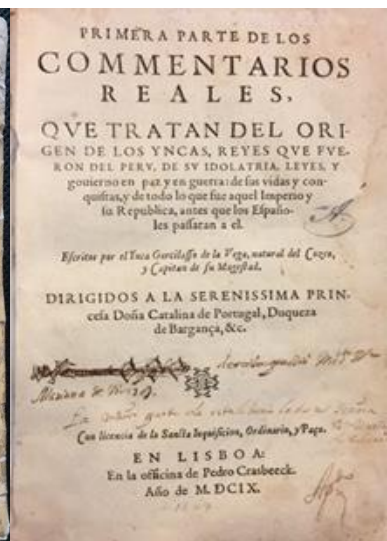 PRIMERA PARTE DE LOS
COMMENTARIOS
REALES,
QVE TRATAN DEL ORI-
GEN DE LOS YNCAS, REYES QVE FVE-
RON DEL PERV, DE SV IDOLATRIA, LEYES, Y
gouierno en paz y en guerra: de sus vidas y con-
quistas, y de todo lo que fue aquel Imperio y
su Republica, antes que los Españo-
les passaran a el.
Escritos por el Ynca Garcilasso de la Vega, natural del Cozco,
y Capitan de su Magestad.
DIRIGIDOS A LA SERENISSIMA PRIN-
cesa Doña Catalina de Portugal, Duqueza
de Bargança, &c.
Con licencia de la Sancta Inquisicion, Ordinario, y Paço.
EN LISBOA:
En la officina de Pedro Crasbeeck.
Año de M. DCIX.